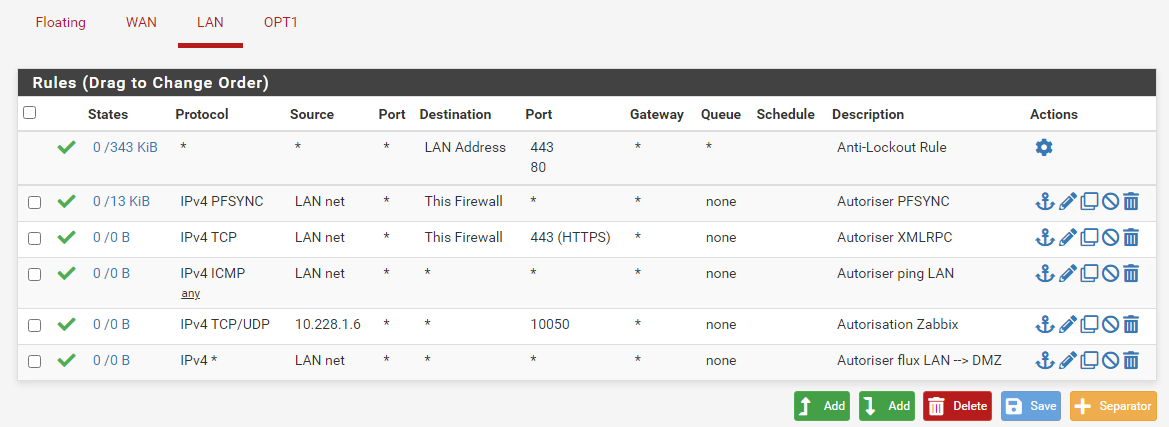 Floating WAN LAN OPT1
Rules (Drag to Change Order)
States Protocol Source Port Destination Port Gateway Queue Schedule Description Actions
0 /343 KiB * * * LAN Address 443 * * Anti-Lockout Rule
80
0 /13 KiB IPv4 PFSYNC LAN net * This Firewall * * none Autoriser PFSYNC
0 /0 B IPv4 TCP LAN net * This Firewall 443 (HTTPS) * none Autoriser XMLRPC
0 /0 B IPv4 ICMP LAN net * * * * none Autoriser ping LAN
any
0 /0 B IPv4 TCP/UDP 10.228.1.6 * * 10050 * none Autorisation Zabbix
0 /0 B IPv4 * LAN net * * * * none Autoriser flux LAN --> DMZ
Add Add Delete Save Separator